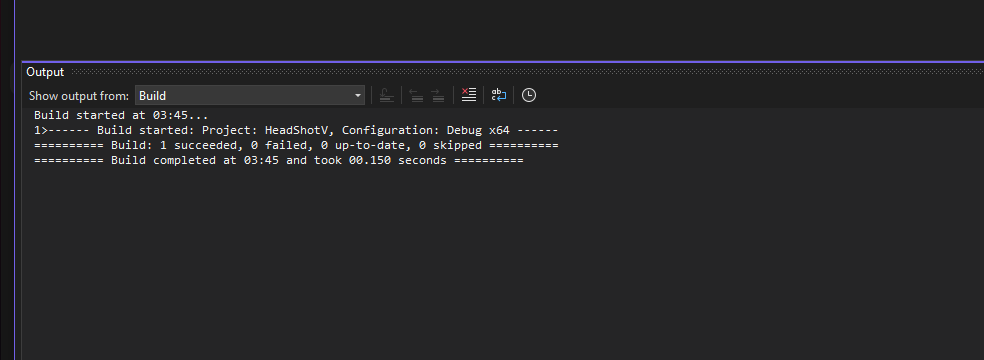 Output
Show output from: Build
Build started at 03:45...
1>------ Build started: Project: HeadShotV, Configuration: Debug x64 ------
========== Build: 1 succeeded, 0 failed, 0 up-to-date, 0 skipped ==========
========== Build completed at 03:45 and took 00.150 seconds ==========